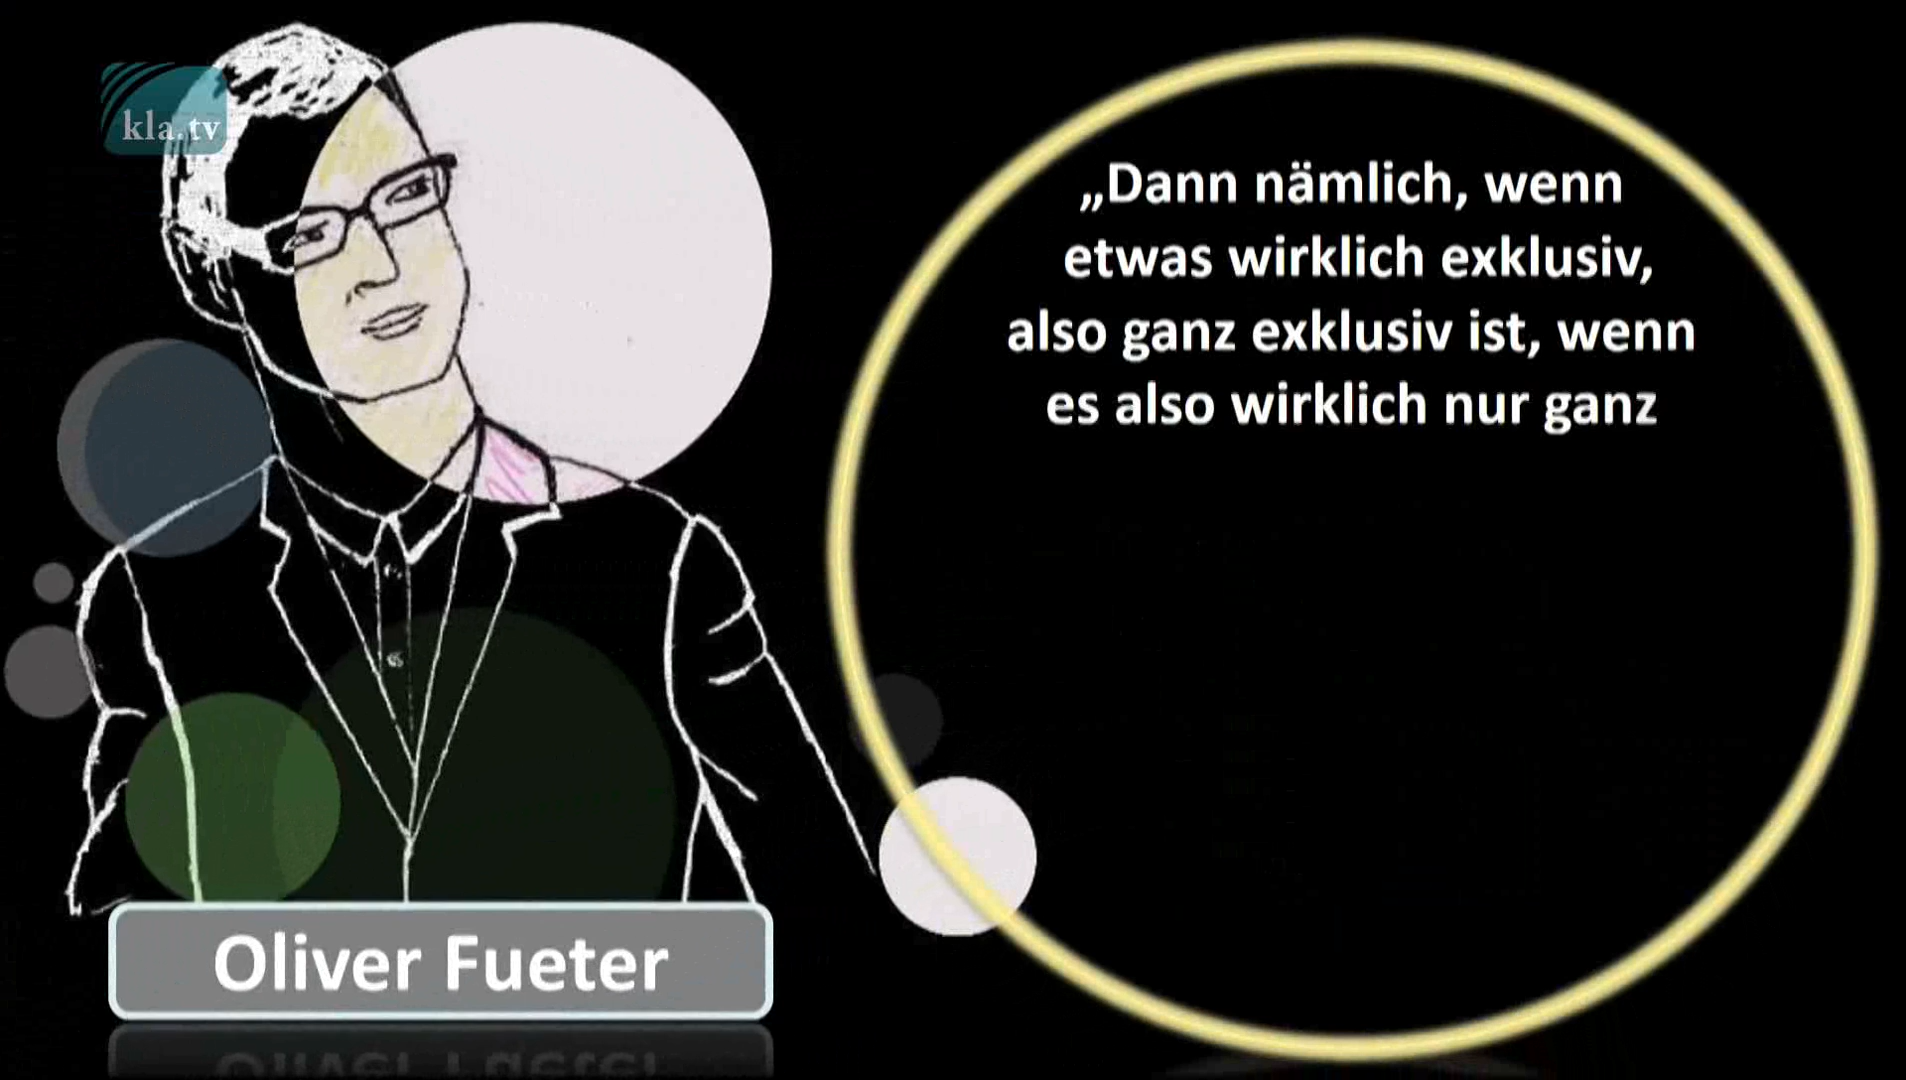 kla.tv
„Dann nämlich, wenn
etwas wirklich exklusiv,
also ganz exklusiv ist, wenn
es also wirklich nur ganz
Oliver Fueter